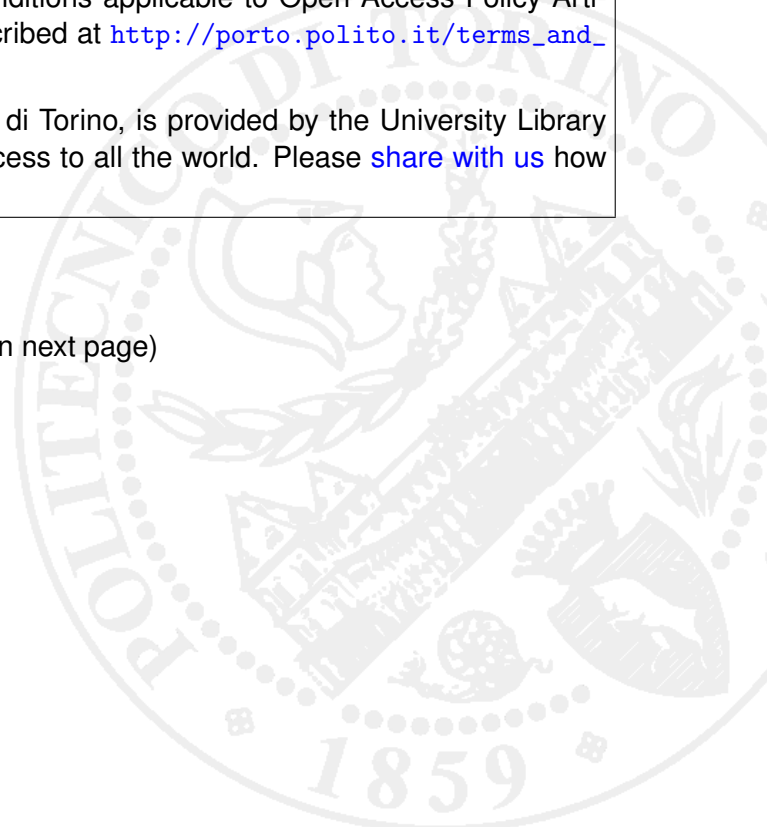 nditions applicable to Open Access Policy Arti-
cribed at http://porto.polito.it/terms_and_
di Torino, is provided by the University Library
cess to all the world. Please share with us how
n next page)
POLITECNICO DI TORINO
1859